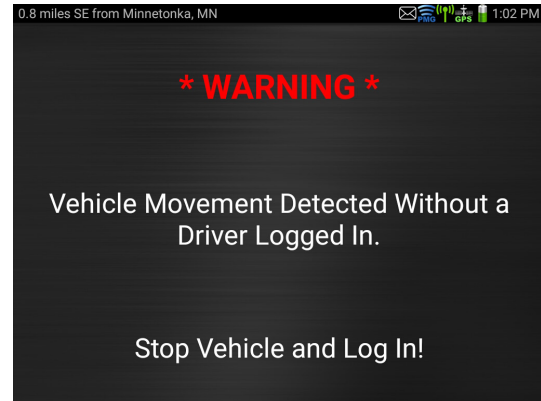 0.8 miles SE from Minnetonka, MN PMG GPS 1:02 PM
* WARNING *
Vehicle Movement Detected Without a
Driver Logged In.
Stop Vehicle and Log In!